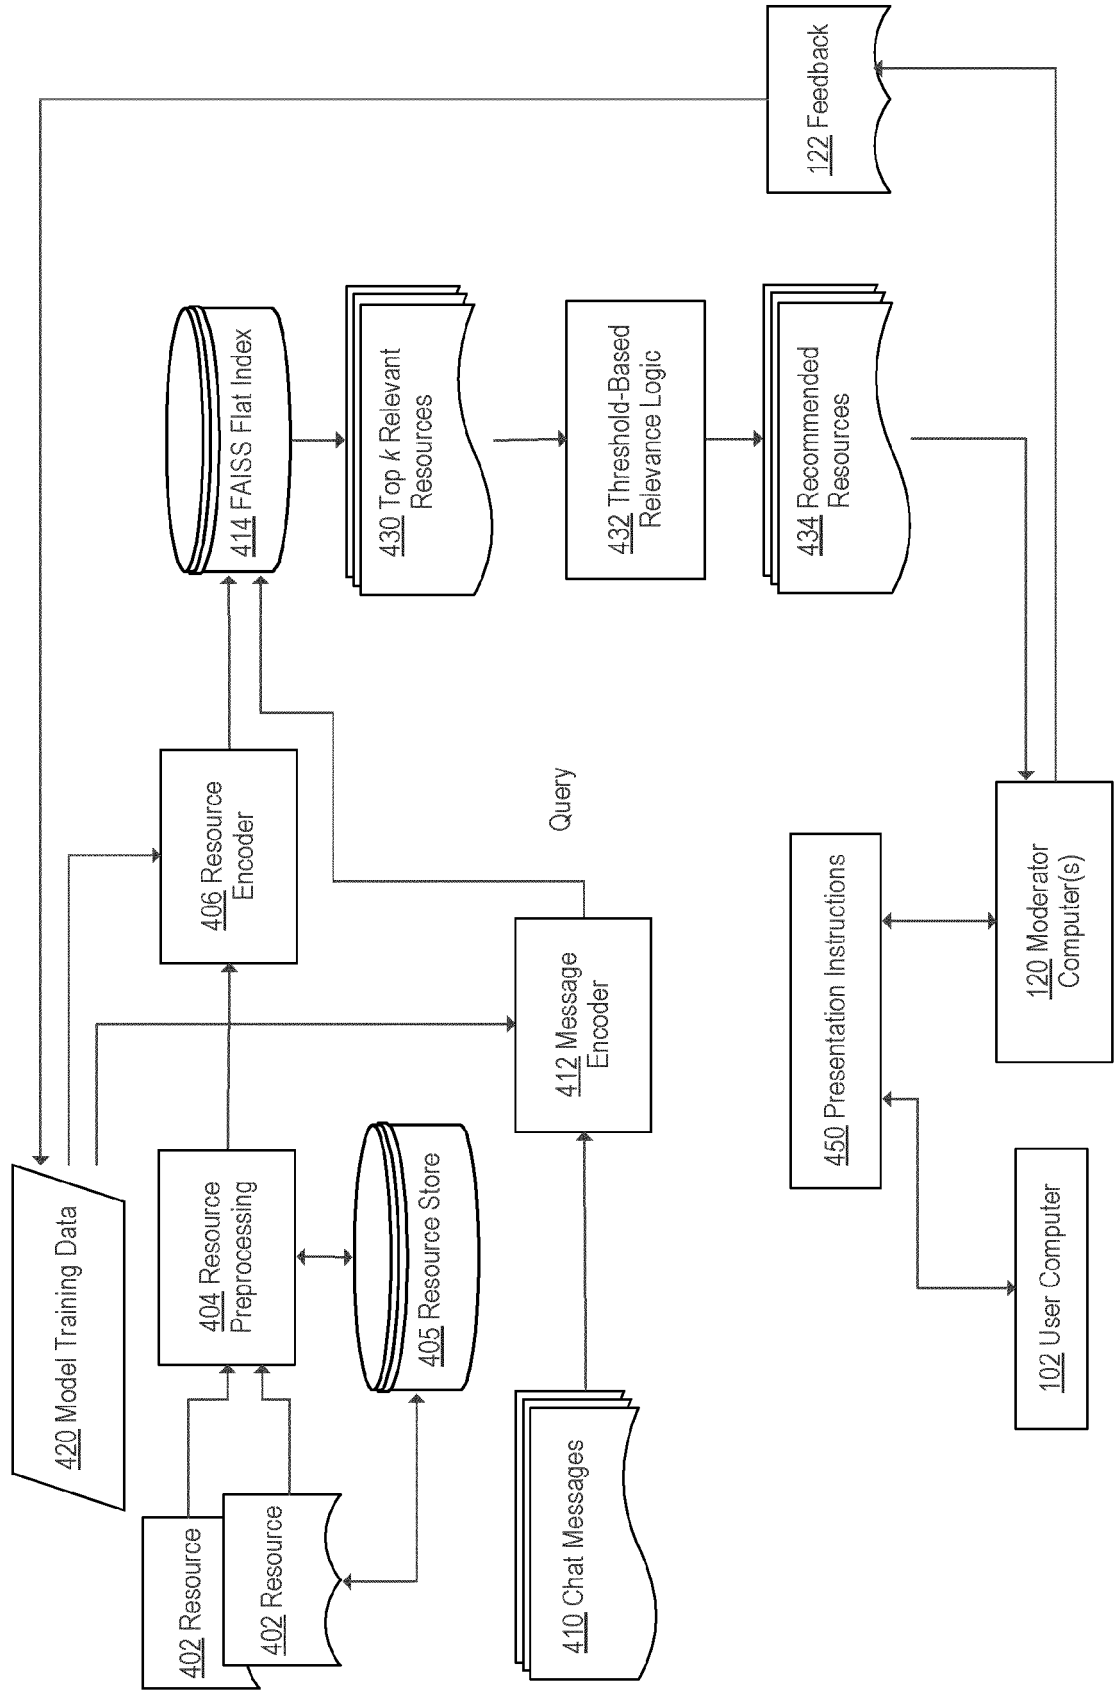 420 Model Training Data
402 Resource
402 Resource
404 Resource
Preprocessing
405 Resource Store
406 Resource
Encoder
410 Chat Messages
412 Message
Encoder
Query
414 FAISS Flat Index
430 Top k Relevant
Resources
432 Threshold-Based
Relevance Logic
434 Recommended
Resources
122 Feedback
450 Presentation Instructions
102 User Computer
120 Moderator
Computer(s)